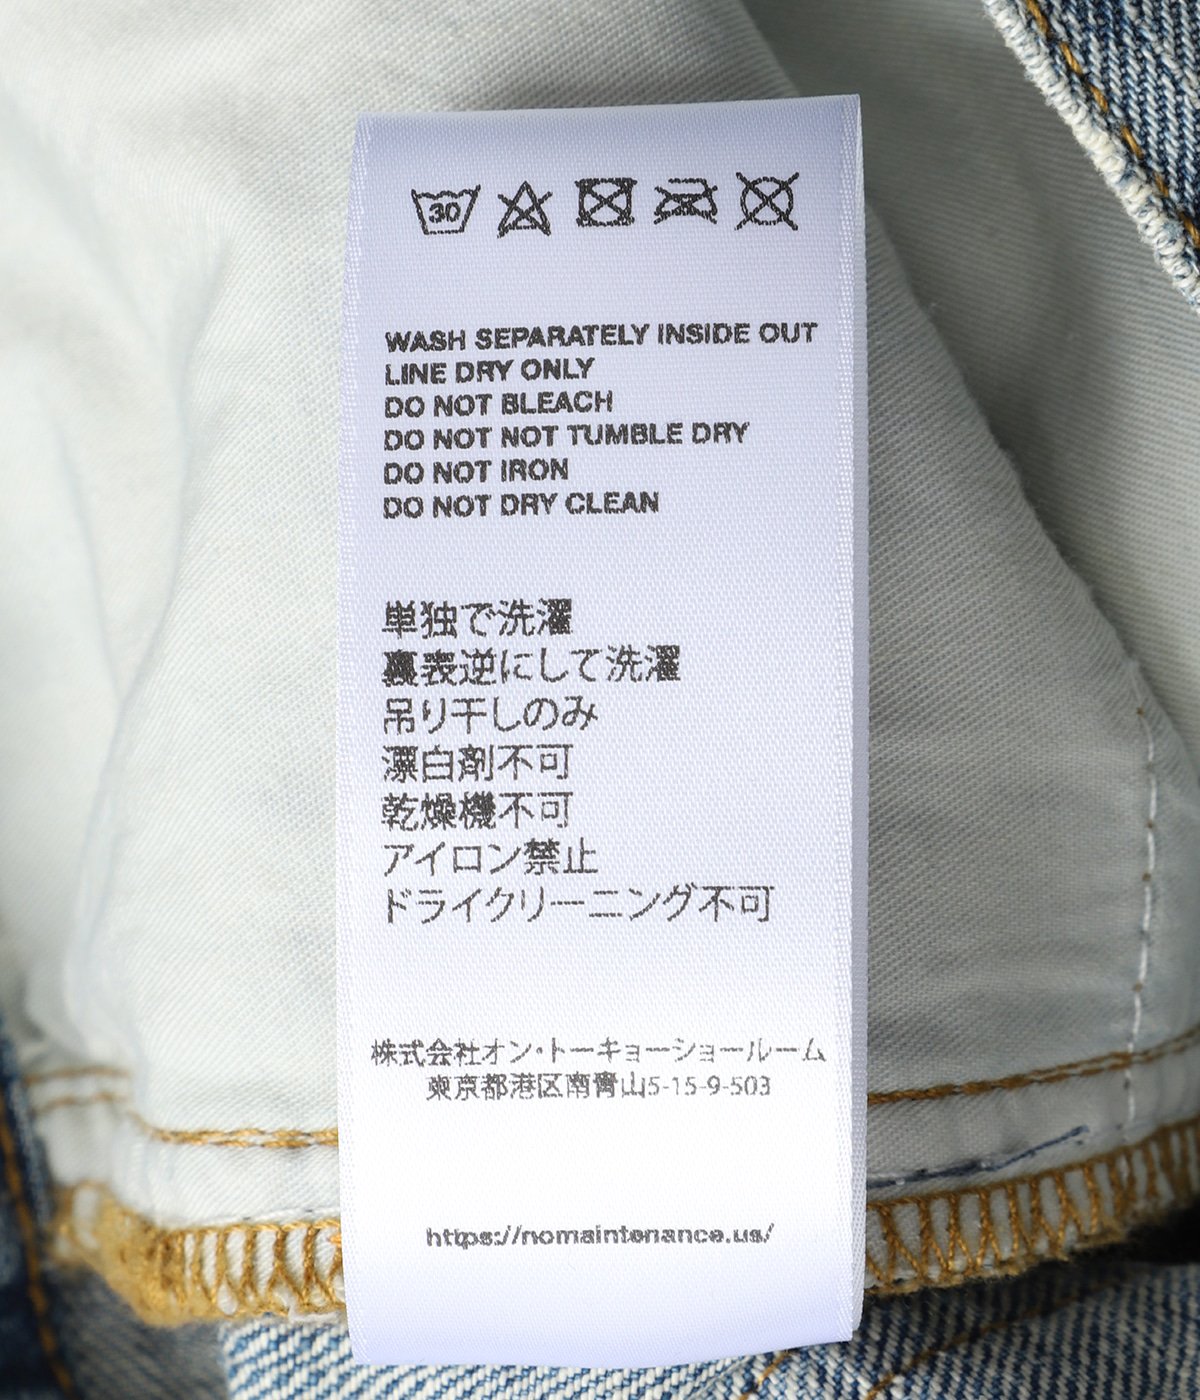 30
WASH SEPARATELY INSIDE OUT
LINE DRY ONLY
DO NOT BLEACH
DO NOT NOT TUMBLE DRY
DO NOT IRON
DO NOT DRY CLEAN
単独で洗濯
裏表逆にして洗濯
吊り干しのみ
漂白剤不可
乾燥機不可
アイロン禁止
ドライクリーニング不可
株式会社オン・トーキョーショールーム
東京都港区南青山5-15-9-503
https://nomaintenance.us/